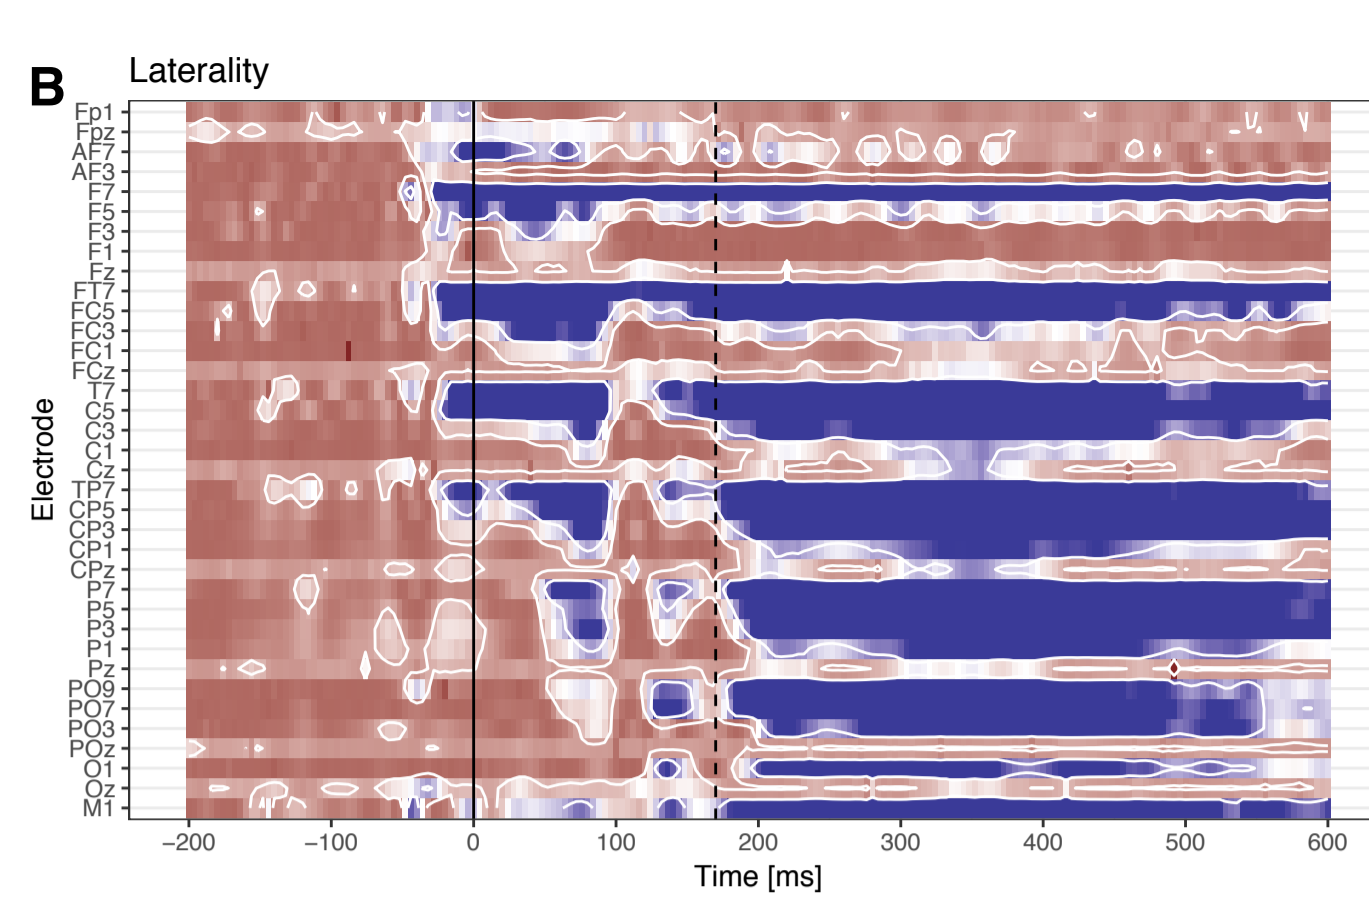 B
Laterality
Electrode
Fp1
Fpz
AF7
AF3
F7
F5
F3
F1
Fz
FT7
FC5
FC3
FC1
FCz
T7
C5
C3
C1
Cz
TP7
CP5
CP3
CP1
CPz
P7
P5
P3
P1
Pz
PO9
PO7
PO3
POz
O1
Oz
M1
−200 −100 0 100 200 300 400 500 600
Time [ms]